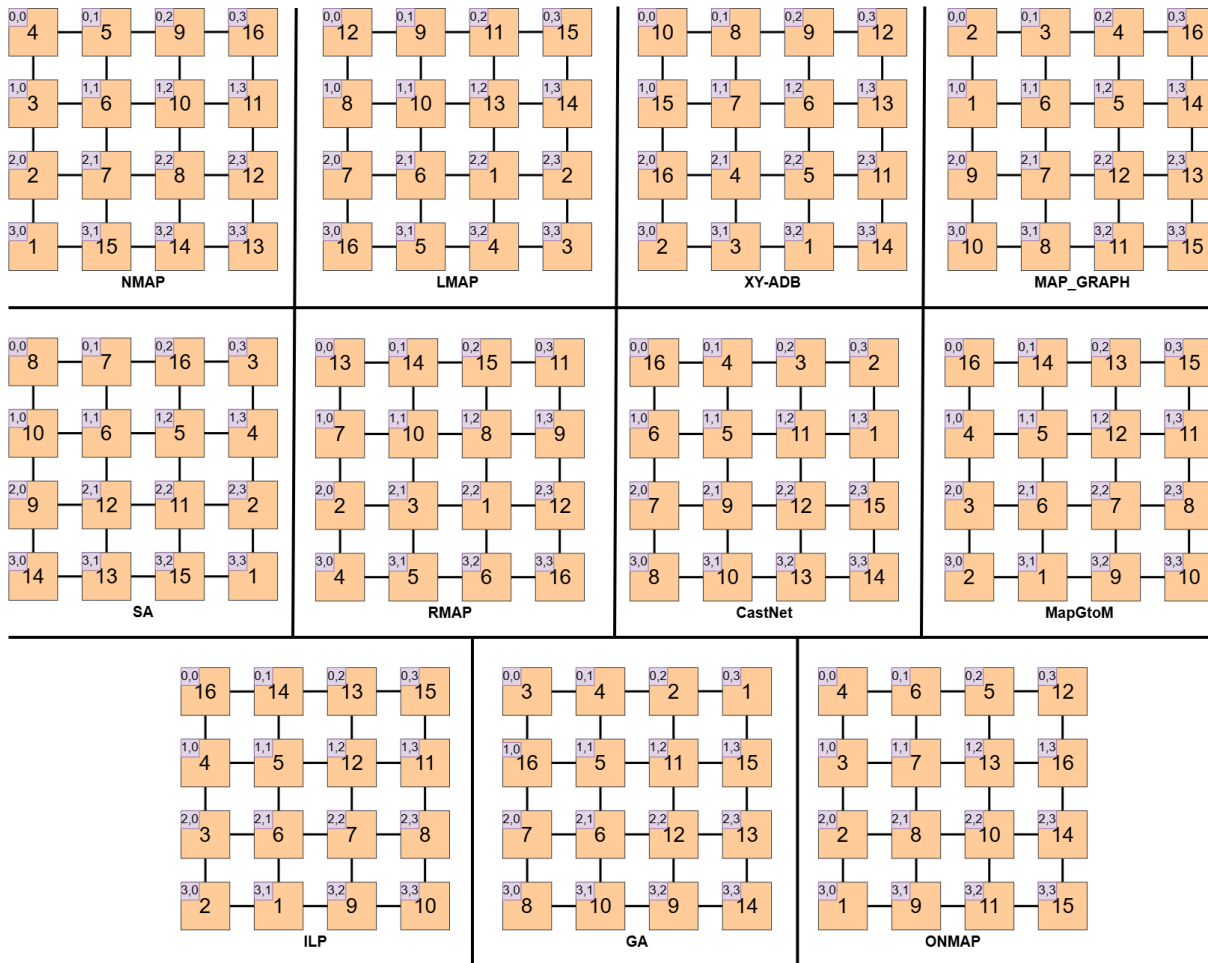 0,0 4 0,1 5 0,2 9 0,3 16
1,0 3 1,1 6 1,2 10 1,3 11
2,0 2 2,1 7 2,2 8 2,3 12
3,0 1 3,1 15 3,2 14 3,3 13
NMAP
0,0 12 0,1 9 0,2 11 0,3 15
1,0 8 1,1 10 1,2 13 1,3 14
2,0 7 2,1 6 2,2 1 2,3 2
3,0 16 3,1 5 3,2 4 3,3 3
LMAP
0,0 10 0,1 8 0,2 9 0,3 12
1,0 15 1,1 7 1,2 6 1,3 13
2,0 16 2,1 4 2,2 5 2,3 11
3,0 2 3,1 3 3,2 1 3,3 14
XY-ADB
0,0 2 0,1 3 0,2 4 0,3 16
1,0 1 1,1 6 1,2 5 1,3 14
2,0 9 2,1 7 2,2 12 2,3 13
3,0 10 3,1 8 3,2 11 3,3 15
MAP_GRAPH
0,0 8 0,1 7 0,2 16 0,3 3
1,0 10 1,1 6 1,2 5 1,3 4
2,0 9 2,1 12 2,2 11 2,3 2
3,0 14 3,1 13 3,2 15 3,3 1
SA
0,0 13 0,1 14 0,2 15 0,3 11
1,0 7 1,1 10 1,2 8 1,3 9
2,0 2 2,1 3 2,2 1 2,3 12
3,0 4 3,1 5 3,2 6 3,3 16
RMAP
0,0 16 0,1 4 0,2 3 0,3 2
1,0 6 1,1 5 1,2 11 1,3 1
2,0 7 2,1 9 2,2 12 2,3 15
3,0 8 3,1 10 3,2 13 3,3 14
CastNet
0,0 16 0,1 14 0,2 13 0,3 15
1,0 4 1,1 5 1,2 12 1,3 11
2,0 3 2,1 6 2,2 7 2,3 8
3,0 2 3,1 1 3,2 9 3,3 10
MapGtoM
0,0 16 0,1 14 0,2 13 0,3 15
1,0 4 1,1 5 1,2 12 1,3 11
2,0 3 2,1 6 2,2 7 2,3 8
3,0 2 3,1 1 3,2 9 3,3 10
ILP
0,0 3 0,1 4 0,2 2 0,3 1
1,0 16 1,1 5 1,2 11 1,3 15
2,0 7 2,1 6 2,2 12 2,3 13
3,0 8 3,1 10 3,2 9 3,3 14
GA
0,0 4 0,1 6 0,2 5 0,3 12
1,0 3 1,1 7 1,2 13 1,3 16
2,0 2 2,1 8 2,2 10 2,3 14
3,0 1 3,1 9 3,2 11 3,3 15
ONMAP